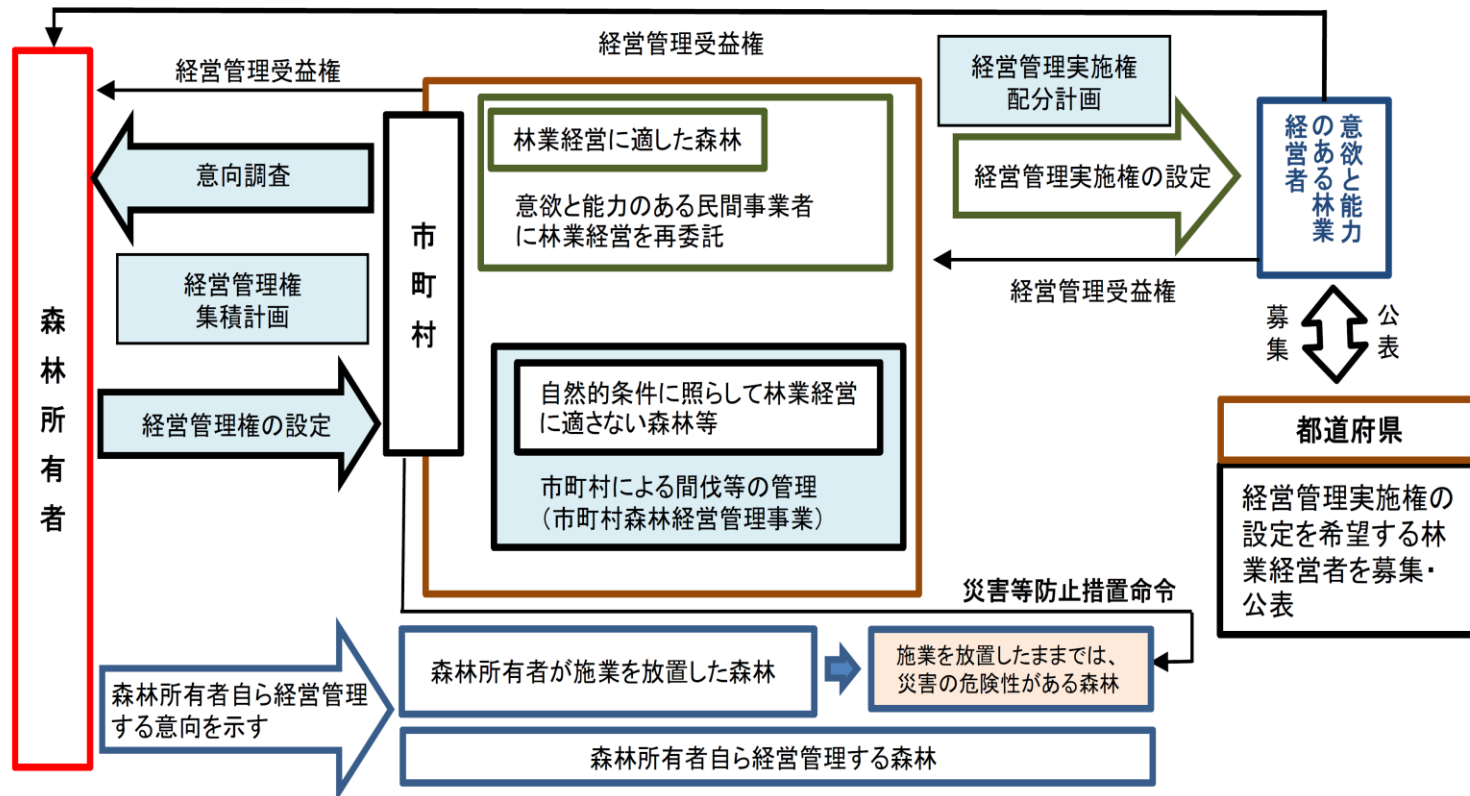 経営管理受益権
経営管理受益権
意向調査
経営管理権
集積計画
経営管理権の設定
森林所有者
市町村
林業経営に適した森林
意欲と能力のある民間事業者
に林業経営を再委託
自然的条件に照らして林業経営
に適さない森林等
市町村による間伐等の管理
（市町村森林経営管理事業）
経営管理実施権
配分計画
経営管理実施権の設定
経営管理受益権
意欲と能力
のある林業
経営者
募集
公表
都道府県
経営管理実施権の
設定を希望する林
業経営者を募集・
公表
災害等防止措置命令
森林所有者自ら経営管理
する意向を示す
森林所有者が施業を放置した森林
施業を放置したままでは、
災害の危険性がある森林
森林所有者自ら経営管理する森林